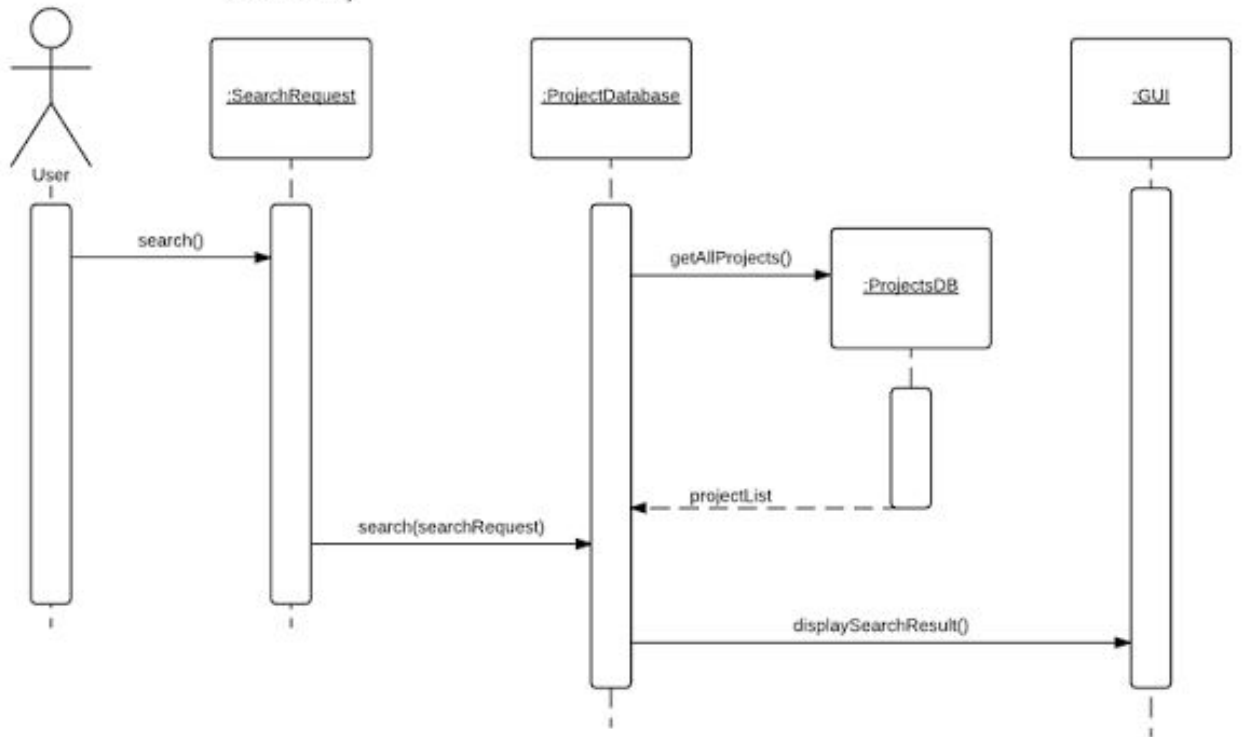 :SearchRequest
:ProjectDatabase
:GUI
User
search()
getAllProjects()
:ProjectsDB
projectList
search(searchRequest)
displaySearchResult()